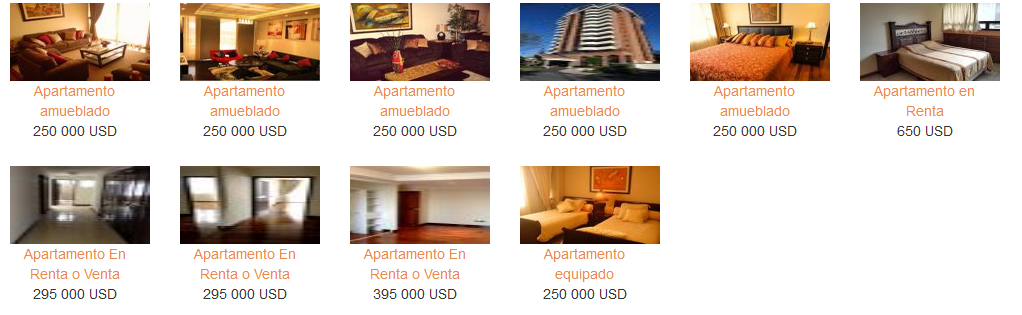 Apartamento
amueblado
250 000 USD
Apartamento
amueblado
250 000 USD
Apartamento
amueblado
250 000 USD
Apartamento
amueblado
250 000 USD
Apartamento
amueblado
250 000 USD
Apartamento en
Renta
650 USD
Apartamento En
Renta o Venta
295 000 USD
Apartamento En
Renta o Venta
295 000 USD
Apartamento En
Renta o Venta
395 000 USD
Apartamento
equipado
250 000 USD